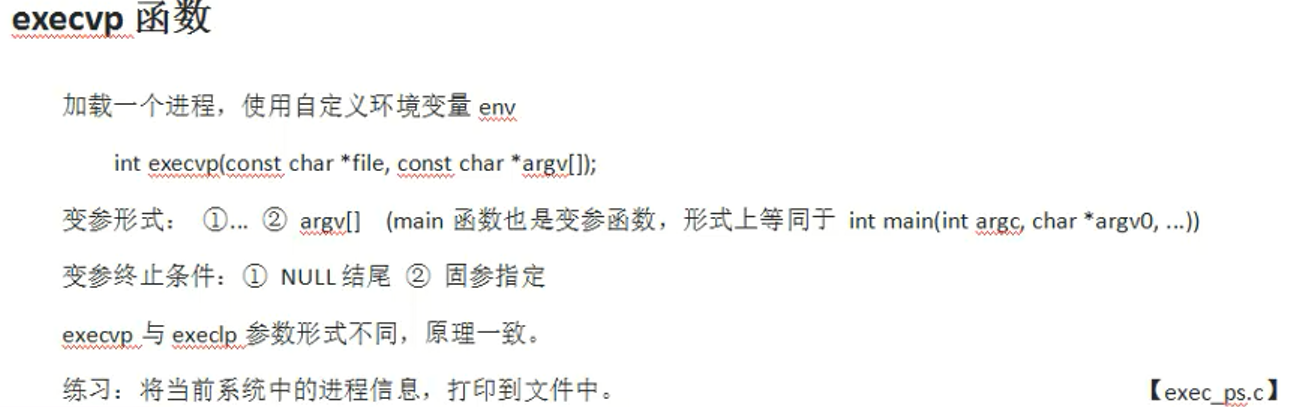 execvp 函数
加载一个进程，使用自定义环境变量 env
int execvp(const char *file, const char *argv[]);
变参形式： ①... ② argv[] (main 函数也是变参函数，形式上等同于 int main(int argc, char *argv0, ...))
变参终止条件：① NULL 结尾 ② 固参指定
execvp 与 execlp 参数形式不同，原理一致。
练习：将当前系统中的进程信息，打印到文件中。 【exec_ps.c】